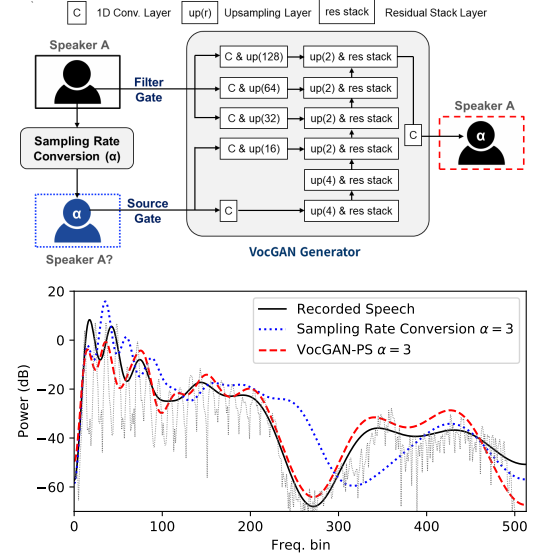 C 1D Conv. Layer up(r) Upsampling Layer res stack Residual Stack Layer
Speaker A
Filter
Gate
Sampling Rate
Conversion (α)
α
Source
Gate
Speaker A?
C & up(128) up(2) & res stack
C & up(64) up(2) & res stack
C & up(32) up(2) & res stack
C & up(16) up(2) & res stack
up(4) & res stack
C up(4) & res stack
C
VocGAN Generator
Speaker A
α
Recorded Speech
Sampling Rate Conversion α = 3
VocGAN-PS α = 3
Power (dB)
20
0
−20
−40
−60
0 100 200 300 400 500
Freq. bin